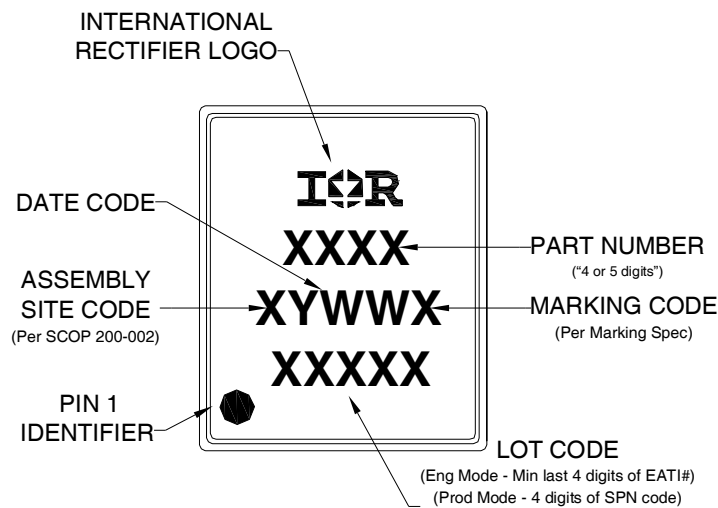 INTERNATIONAL
RECTIFIER LOGO
IOR
DATE CODE
XXXX
PART NUMBER
("4 or 5 digits")
ASSEMBLY
SITE CODE
(Per SCOP 200-002)
XYWWX
MARKING CODE
(Per Marking Spec)
XXXXX
PIN 1
IDENTIFIER
LOT CODE
(Eng Mode - Min last 4 digits of EATI#)
(Prod Mode - 4 digits of SPN code)